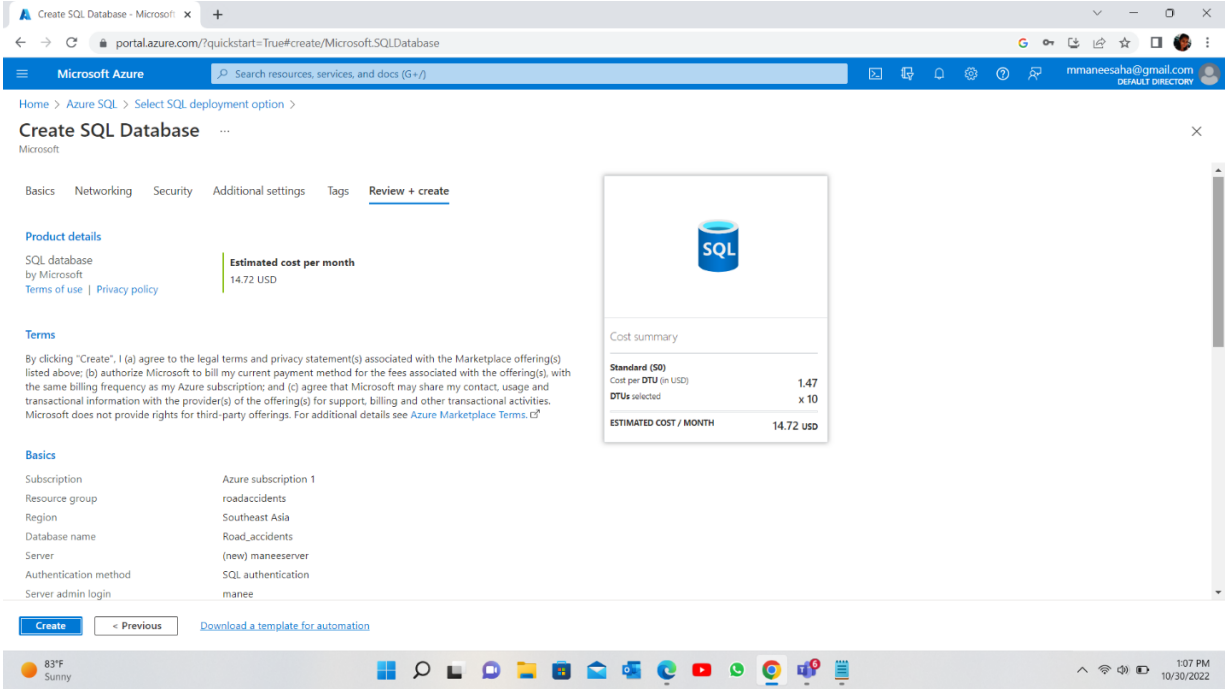 Create SQL Database - Microsoft
portal.azure.com/?quickstart=True#create/Microsoft.SQLDatabase
G
Microsoft Azure
Search resources, services, and docs (G+/)
mmaneesaha@gmail.com
DEFAULT DIRECTORY
Home > Azure SQL > Select SQL deployment option >
Create SQL Database ...
Microsoft
Basics Networking Security Additional settings Tags Review + create
Product details
SQL database
by Microsoft
Terms of use | Privacy policy
Estimated cost per month
14.72 USD
Terms
By clicking "Create", I (a) agree to the legal terms and privacy statement(s) associated with the Marketplace offering(s)
listed above; (b) authorize Microsoft to bill my current payment method for the fees associated with the offering(s), with
the same billing frequency as my Azure subscription; and (c) agree that Microsoft may share my contact, usage and
transactional information with the provider(s) of the offering(s) for support, billing and other transactional activities.
Microsoft does not provide rights for third-party offerings. For additional details see Azure Marketplace Terms.
Basics
Subscription Azure subscription 1
Resource group roadaccidents
Region Southeast Asia
Database name Road_accidents
Server (new) maneeserver
Authentication method SQL authentication
Server admin login manee
SQL
Cost summary
Standard (S0)
Cost per DTU (in USD) 1.47
DTUs selected x 10
ESTIMATED COST / MONTH 14.72 USD
Create < Previous Download a template for automation
83°F
Sunny
6
1:07 PM
10/30/2022